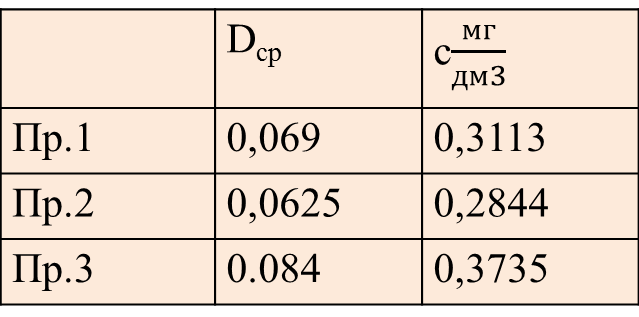 Dср с мг/дм3
Пр.1 0,069 0,3113
Пр.2 0,0625 0,2844
Пр.3 0.084 0,3735